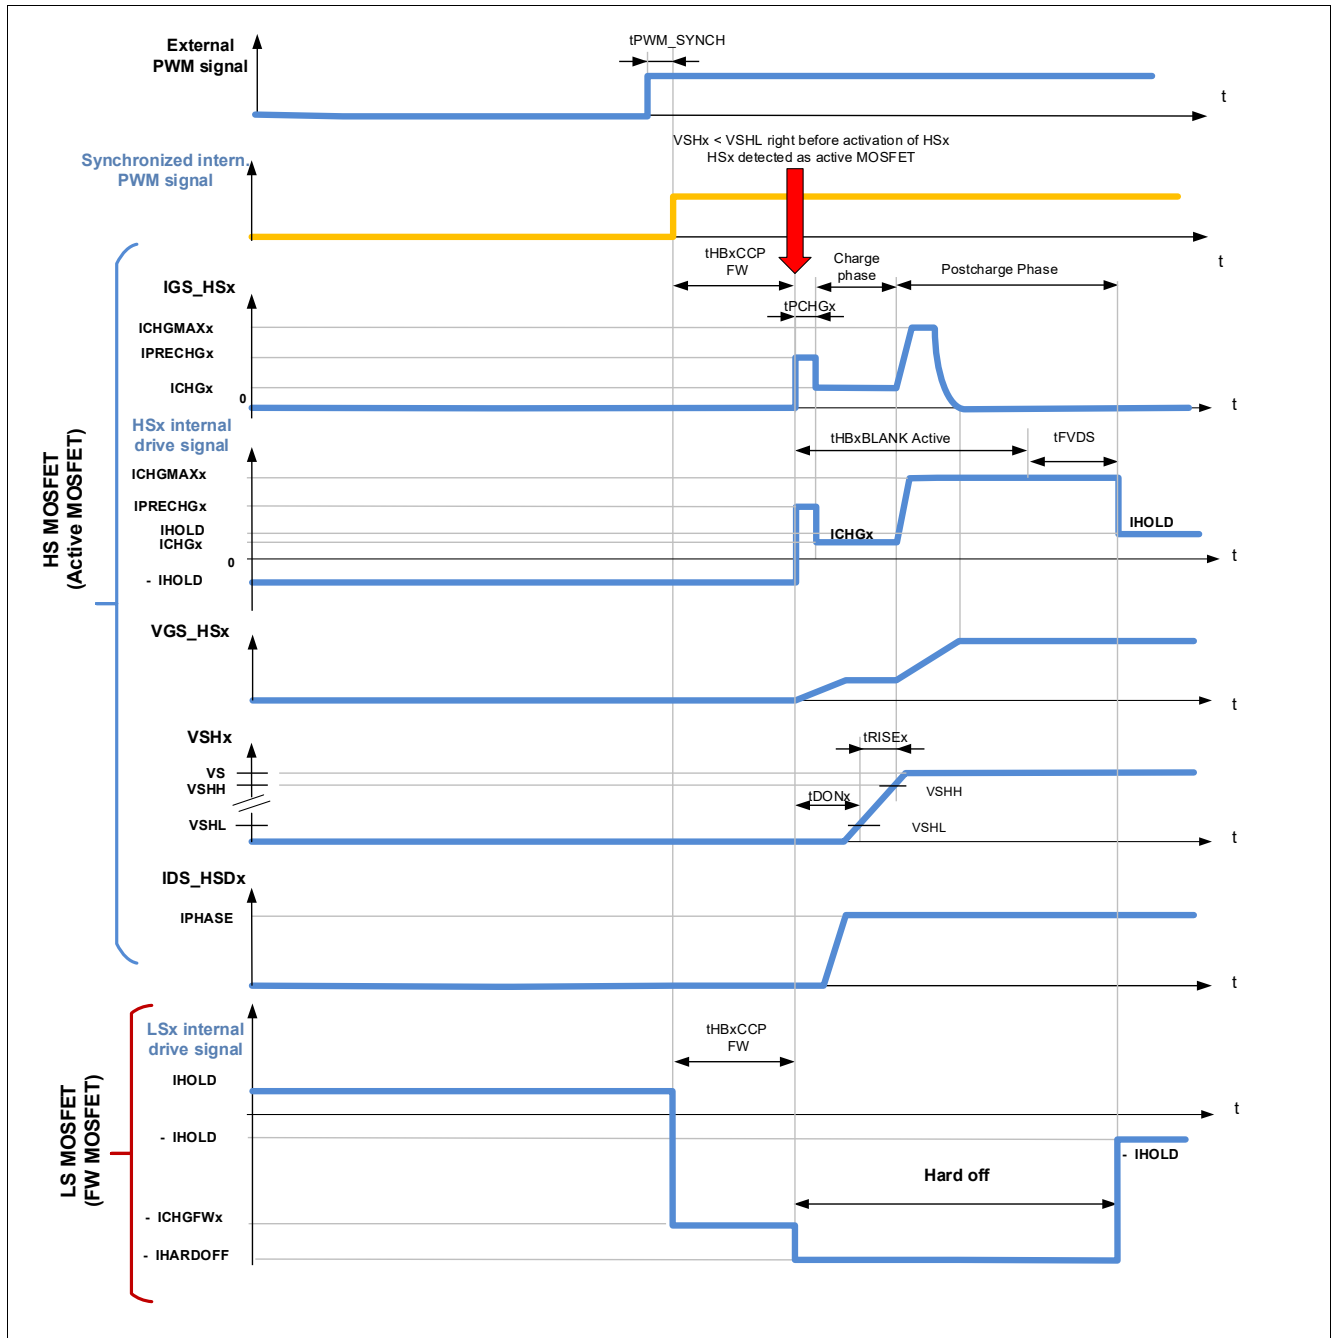 External
PWM signal
tPWM_SYNCH
t
VSHx < VSHL right before activation of HSx
HSx detected as active MOSFET
Synchronized intern.
PWM signal
t
tHBxCCP
FW
Charge
phase
Postcharge Phase
IGS_HSx
tPCHGx
ICHGMAXx
IPRECHGx
ICHGx
0
t
HSx internal
drive signal
tHBxBLANK Active
tFVDS
ICHGMAXx
IPRECHGx
IHOLD
ICHGx
ICHGx
IHOLD
0
t
- IHOLD
HS MOSFET
(Active MOSFET)
VGS_HSx
t
VSHx
tRISEx
VS
VSHH
VSHH
tDONx
VSHL
VSHL
t
IDS_HSDx
IPHASE
t
LSx internal
drive signal
tHBxCCP
FW
IHOLD
t
- IHOLD
- IHOLD
LS MOSFET
(FW MOSFET)
Hard off
- ICHGFWx
- IHARDOFF